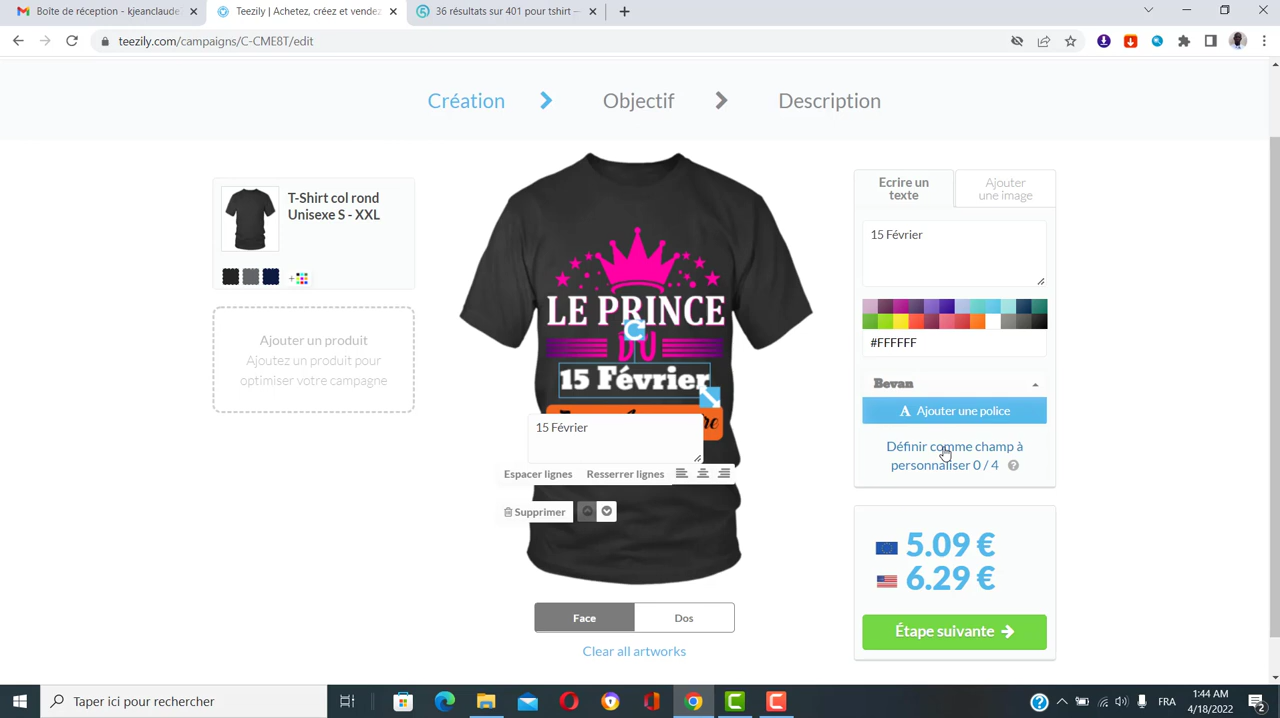 Boîte de réception - kjeanclaude
Teezily | Achetez, créez et vendez
36 résultats sur 401 pour tshirt —
teezily.com/campaigns/C-CME8T/edit
Création
Objectif
Description
T-Shirt col rond
Unisexe S - XXL
Ajouter un produit
Ajoutez un produit pour
optimiser votre campagne
LE PRINCE
DU
15 Février
15 Février
Espacer lignes
Resserrer lignes
Supprimer
Face
Dos
Clear all artworks
Ecrire un
texte
Ajouter
une image
15 Février
#FFFFFF
Bevan
A Ajouter une police
Définir comme champ à
personnaliser 0 / 4 ?
5.09 €
6.29 €
Étape suivante
Taper ici pour rechercher
FRA
1:44 AM
4/18/2022
2